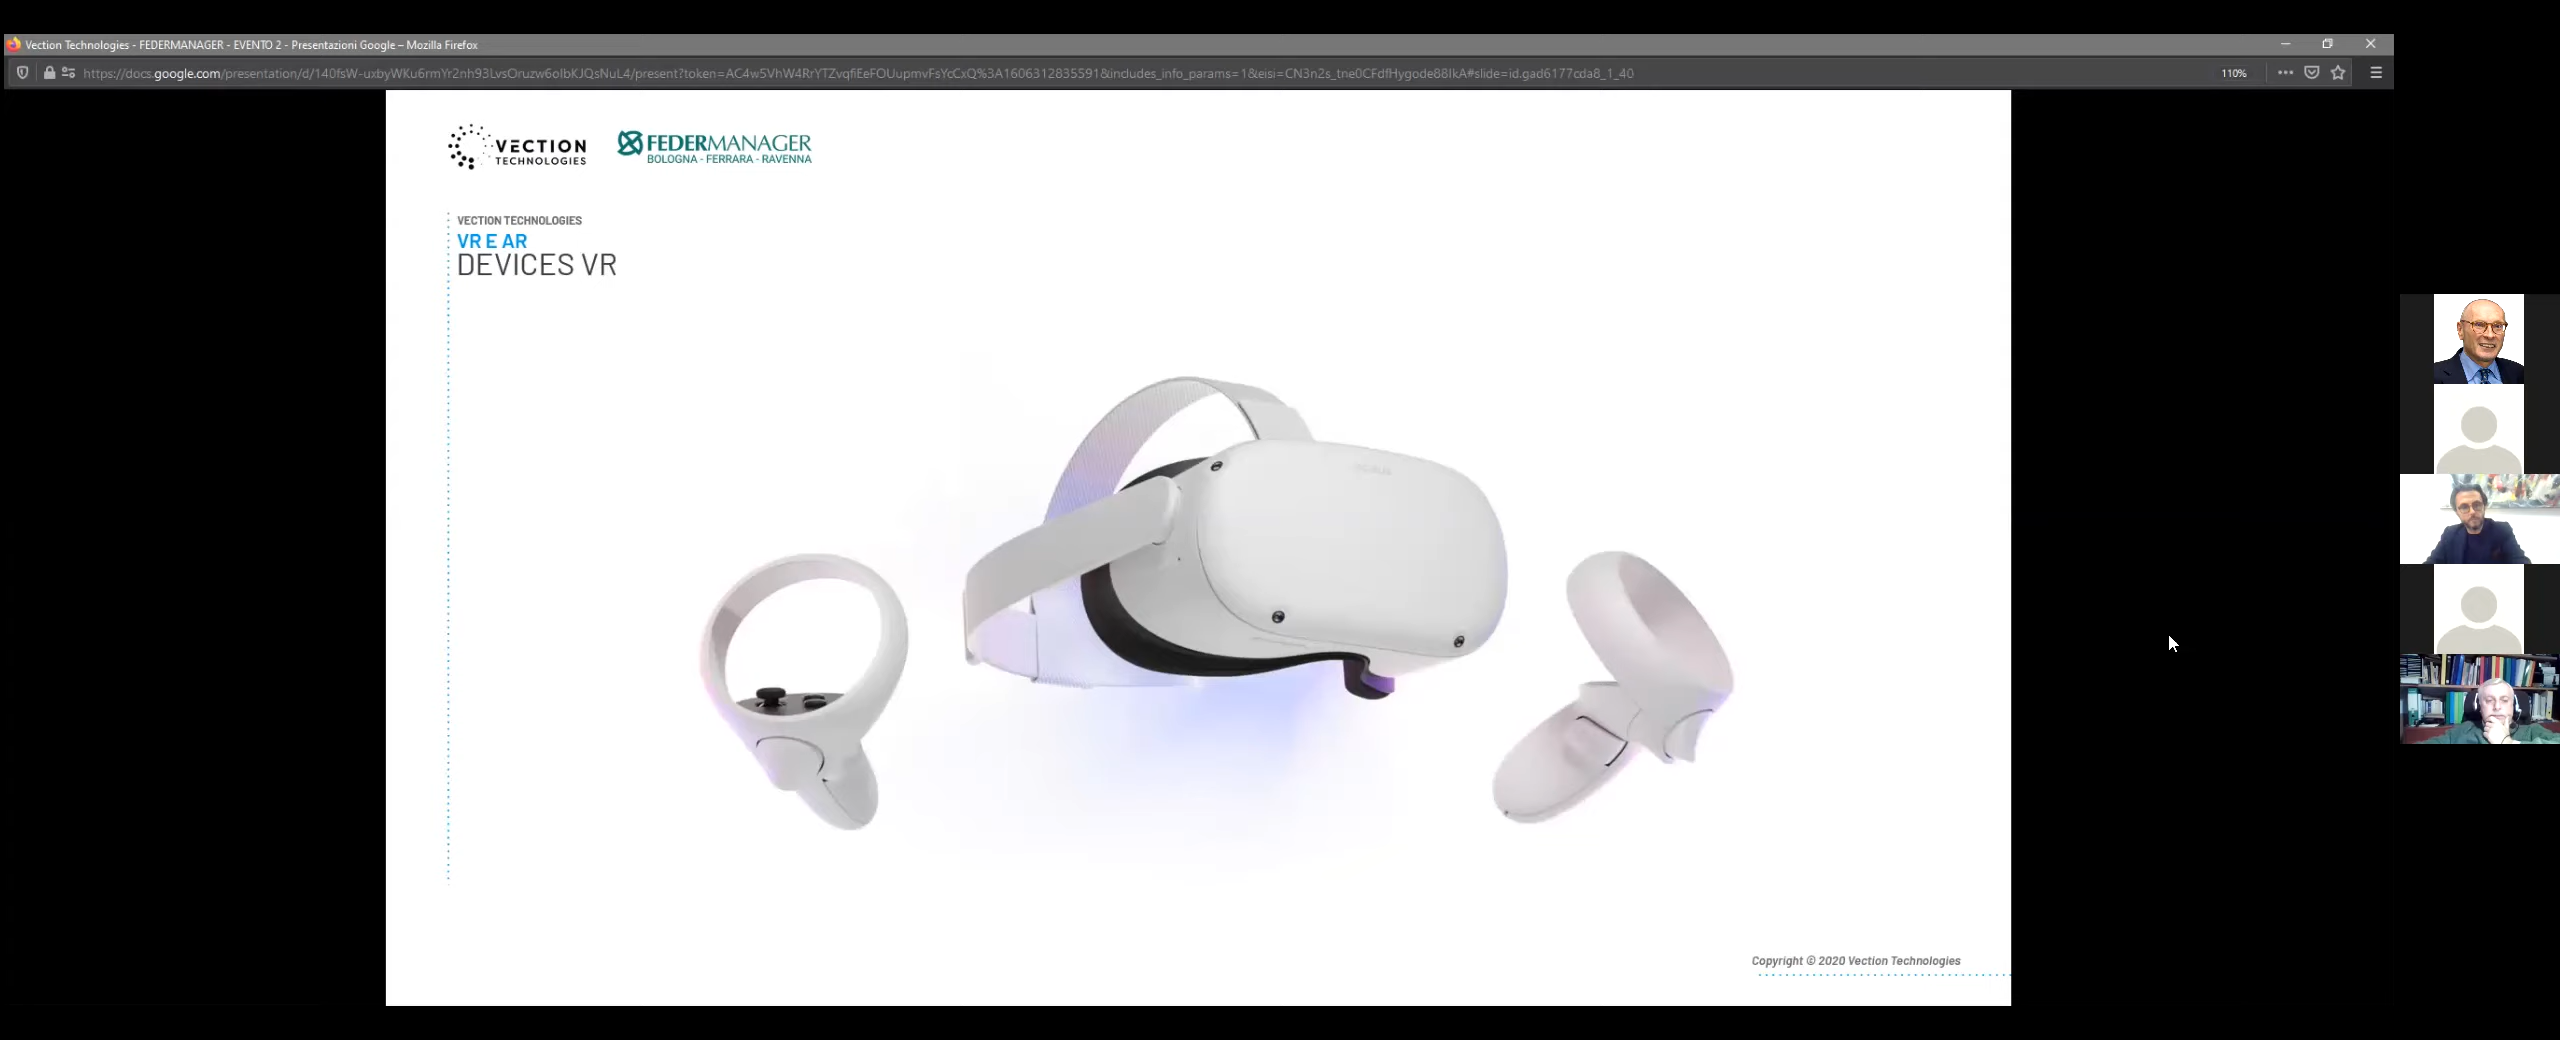 Vection Technologies - FEDERMANAGER - EVENTO 2 - Presentazioni Google – Mozilla Firefox
https://docs.google.com/presentation/d/140fsW-uxbyWKu6rmYr2nh93LvsOruzw6oIbKJQsNuL4/present?token=AC4w5VhW4RrYTZvqfiEeFOUupmvFsYcCxQ%3A1606312835591&includes_info_params=1&eisi=CN3n2s_tne0CFdfHygode88IkA#slide=id.gad6177cda8_1_40
110%
VECTION
TECHNOLOGIES
FEDERMANAGER
BOLOGNA - FERRARA - RAVENNA
VECTION TECHNOLOGIES
VR E AR
DEVICES VR
Copyright © 2020 Vection Technologies